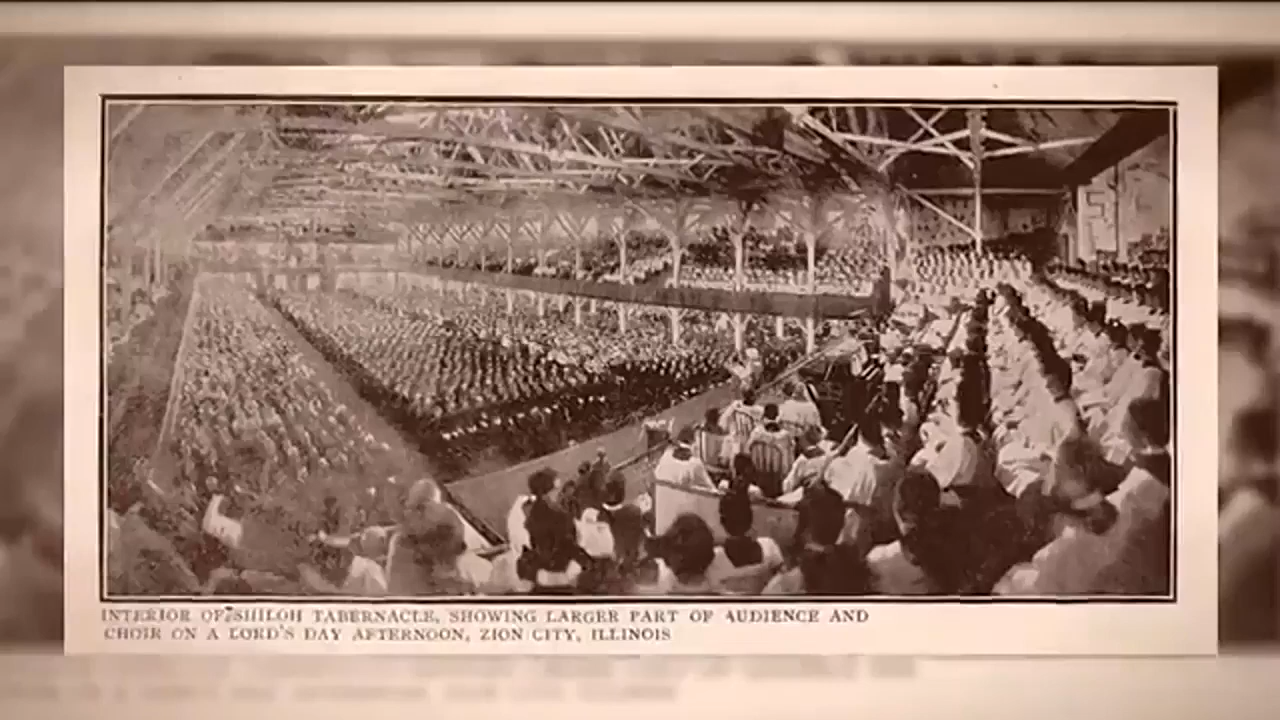 INTERIOR OF SHILOH TABERNACLE, SHOWING LARGER PART OF AUDIENCE AND
CHOIR ON A LORD'S DAY AFTERNOON, ZION CITY, ILLINOIS